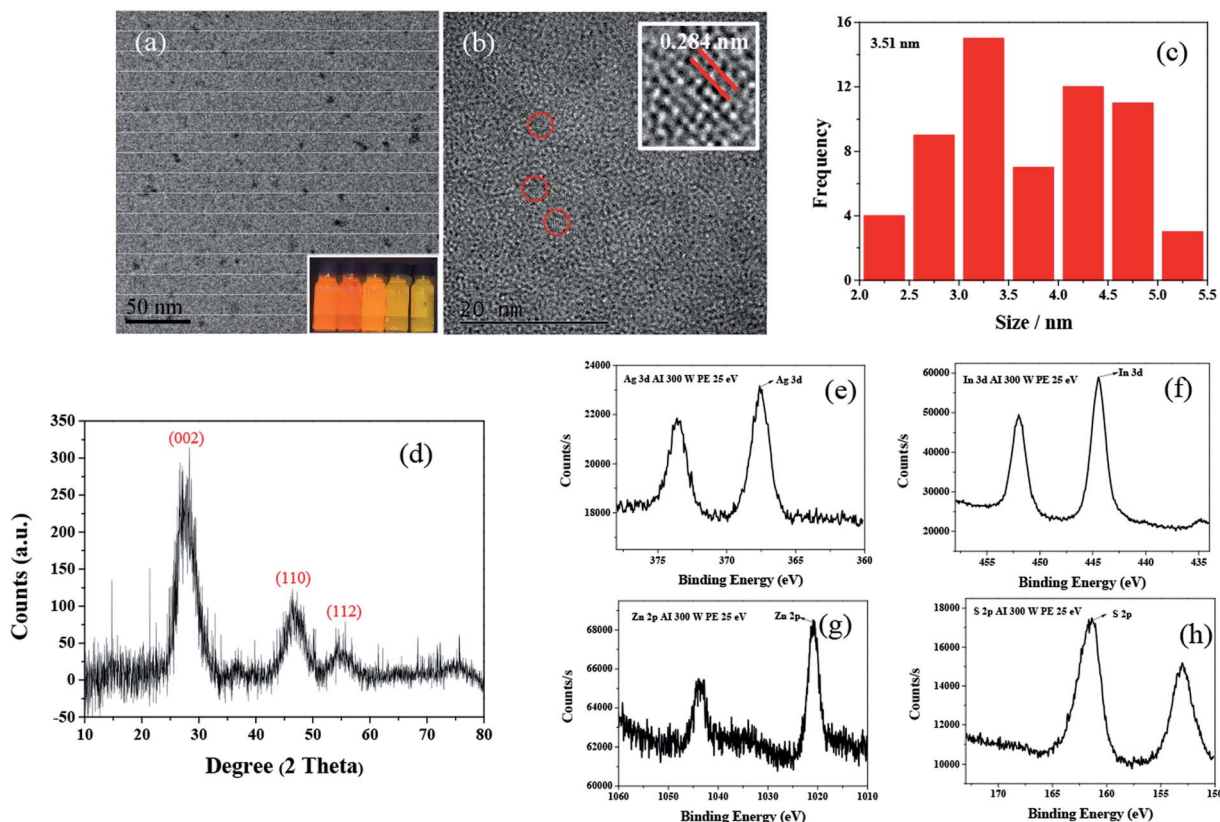 (a)
50 nm
(b)
0.284 nm
20 nm
(c)
3.51 nm
16
12
8
4
0
Frequency
2.0 2.5 3.0 3.5 4.0 4.5 5.0 5.5
Size / nm
(d)
350
300
250
200
150
100
50
0
-50
Counts (a.u.)
(002)
(110)
(112)
10 20 30 40 50 60 70 80
Degree (2 Theta)
(e)
Ag 3d AI 300 W PE 25 eV
Ag 3d
24000
22000
20000
18000
Counts/s
375 370 365 360
Binding Energy (eV)
(f)
In 3d AI 300 W PE 25 eV
In 3d
60000
50000
40000
30000
20000
Counts/s
455 450 445 440 435
Binding Energy (eV)
(g)
Zn 2p AI 300 W PE 25 eV
Zn 2p
68000
66000
64000
62000
60000
Counts/s
1060 1050 1040 1030 1020 1010
Binding Energy (eV)
(h)
S 2p AI 300 W PE 25 eV
S 2p
18000
16000
14000
12000
10000
Counts/s
170 165 160 155 150
Binding Energy (eV)